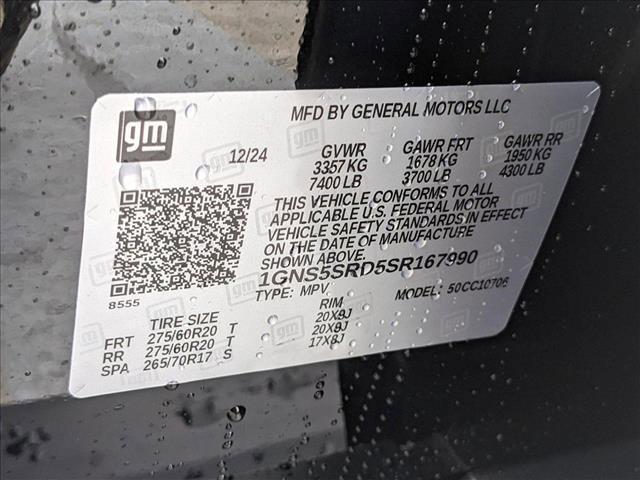 gm
MFD BY GENERAL MOTORS LLC
12/24
GVWR GAWR FRT GAWR RR
3357 KG 1678 KG 1950 KG
7400 LB 3700 LB 4300 LB
THIS VEHICLE CONFORMS TO ALL
APPLICABLE U.S. FEDERAL MOTOR
VEHICLE SAFETY STANDARDS IN EFFECT
ON THE DATE OF MANUFACTURE
SHOWN ABOVE.
1GNS5SRD5SR167990
TYPE: MPV MODEL: 50CC10706
8555
TIRE SIZE RIM
FRT 275/60R20 T 20X9J
RR 275/60R20 T 20X9J
SPA 265/70R17 S 17X8J